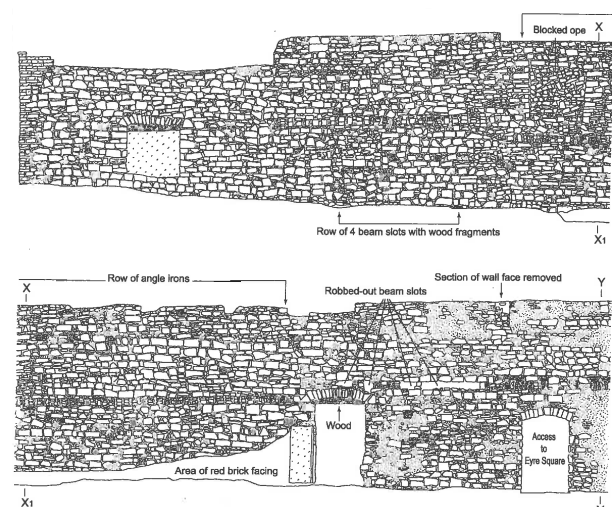 Blocked ope
X
Row of 4 beam slots with wood fragments
X1
X
Row of angle irons
Robbed-out beam slots
Section of wall face removed
Y
Wood
Access
to
Eyre Square
Area of red brick facing
X1